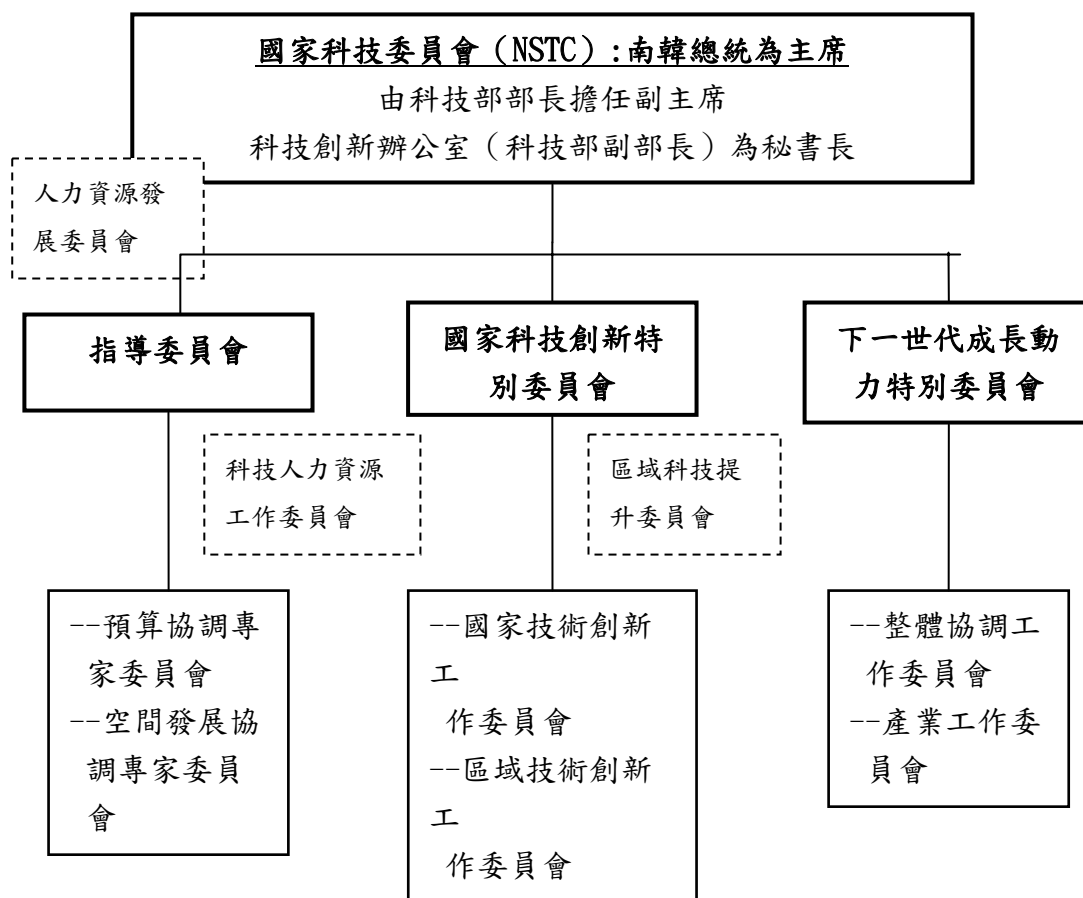 國家科技委員會（NSTC）:南韓總統為主席
由科技部部長擔任副主席
科技創新辦公室（科技部副部長）為秘書長
人力資源發
展委員會
指導委員會
國家科技創新特
別委員會
下一世代成長動
力特別委員會
科技人力資源
工作委員會
區域科技提
升委員會
--預算協調專
家委員會
--空間發展協
調專家委員
會
--國家技術創新
工
作委員會
--區域技術創新
工
作委員會
--整體協調工
作委員會
--產業工作委
員會